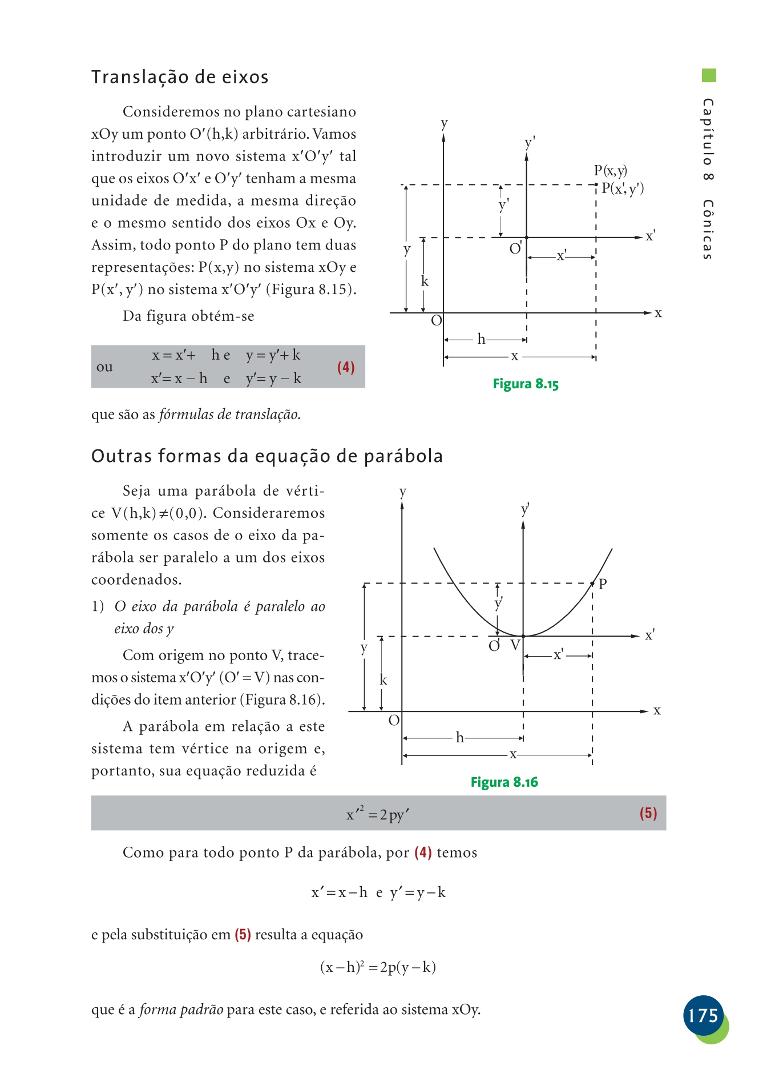 Translação de eixos
Consideremos no plano cartesiano
xOy um ponto O′(h,k) arbitrário. Vamos
introduzir um novo sistema x′O′y′ tal
que os eixos O′x′ e O′y′ tenham a mesma
unidade de medida, a mesma direção
e o mesmo sentido dos eixos Ox e Oy.
Assim, todo ponto P do plano tem duas
representações: P(x,y) no sistema xOy e
P(x′, y′) no sistema x′O′y′ (Figura 8.15).
Da figura obtém-se
x = x′+ h e y = y′+ k
ou (4)
x′= x − h e y′= y − k
y
y'
P(x,y)
P(x', y')
y'
x'
y
O'
x'
k
x
O
h
x
Figura 8.15
que são as fórmulas de translação.
Outras formas da equação de parábola
Seja uma parábola de vérti-
ce V(h,k) ≠ (0,0). Consideraremos
somente os casos de o eixo da pa-
rábola ser paralelo a um dos eixos
coordenados.
1) O eixo da parábola é paralelo ao
eixo dos y
Com origem no ponto V, trace-
mos o sistema x′O′y′ (O′ = V) nas con-
dições do item anterior (Figura 8.16).
A parábola em relação a este
sistema tem vértice na origem e,
portanto, sua equação reduzida é
y
y'
P
y'
x'
O' V
y
x'
k
x
O
h
x
Figura 8.16
x′² = 2py′ (5)
Como para todo ponto P da parábola, por (4) temos
x′ = x − h e y′ = y − k
e pela substituição em (5) resulta a equação
(x − h)² = 2p(y − k)
que é a forma padrão para este caso, e referida ao sistema xOy.
Capítulo 8 Cônicas
175